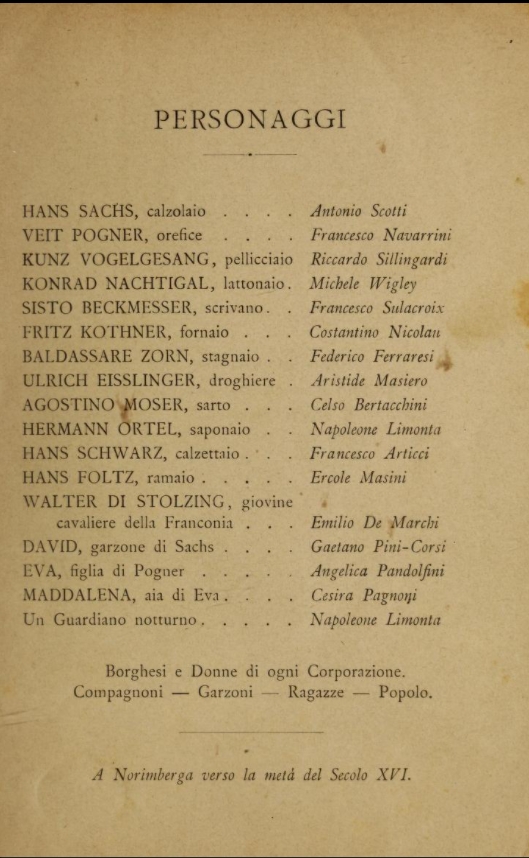 PERSONAGGI
HANS SACHS, calzolaio . . . . Antonio Scotti
VEIT POGNER, orefice . . . . Francesco Navarrini
KUNZ VOGELGESANG, pellicciaio Riccardo Sillingardi
KONRAD NACHTIGAL, lattonaio. Michele Wigley
SISTO BECKMESSER, scrivano. . Francesco Sulacroix
FRITZ KOTHNER, fornaio . . . Costantino Nicolau
BALDASSARE ZORN, stagnaio . . Federico Ferraresi
ULRICH EISSLINGER, droghiere . Aristide Masiero
AGOSTINO MOSER, sarto . . . Celso Bertacchini
HERMANN ORTEL, saponaio . . Napoleone Limonta
HANS SCHWARZ, calzettaio . . . Francesco Articci
HANS FOLTZ, ramaio . . . . . Ercole Masini
WALTER DI STOLZING, giovine
cavaliere della Franconia . . . Emilio De Marchi
DAVID, garzone di Sachs . . . . Gaetano Pini-Corsi
EVA, figlia di Pogner . . . . . Angelica Pandolfini
MADDALENA, aia di Eva . . . . Cesira Pagnoni
Un Guardiano notturno . . . . . Napoleone Limonta
Borghesi e Donne di ogni Corporazione.
Compagnoni — Garzoni — Ragazze — Popolo.
A Norimberga verso la metà del Secolo XVI.